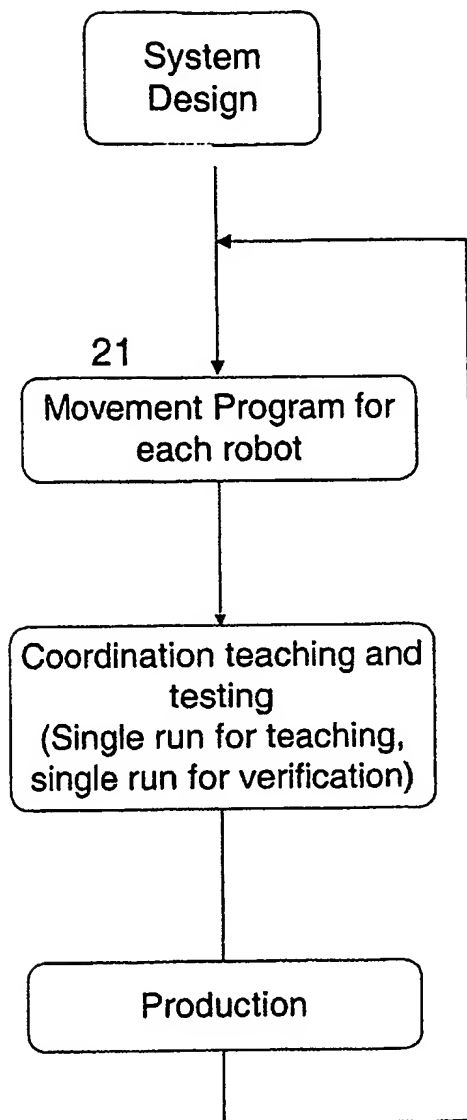 System
Design
21
Movement Program for
each robot
Coordination teaching and
testing
(Single run for teaching,
single run for verification)
Production